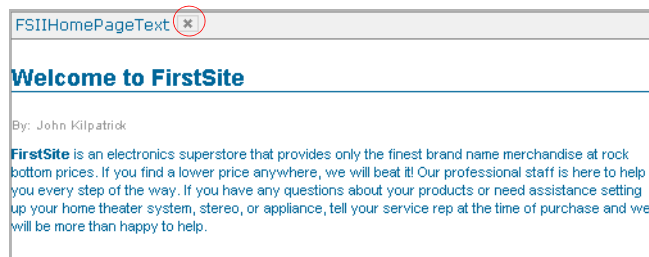 FSIIHomePageText
Welcome to FirstSite
By: John Kilpatrick
FirstSite is an electronics superstore that provides only the finest brand name merchandise at rock
bottom prices. If you find a lower price anywhere, we will beat it! Our professional staff is here to help
you every step of the way. If you have any questions about your products or need assistance setting
up your home theater system, stereo, or appliance, tell your service rep at the time of purchase and we
will be more than happy to help.